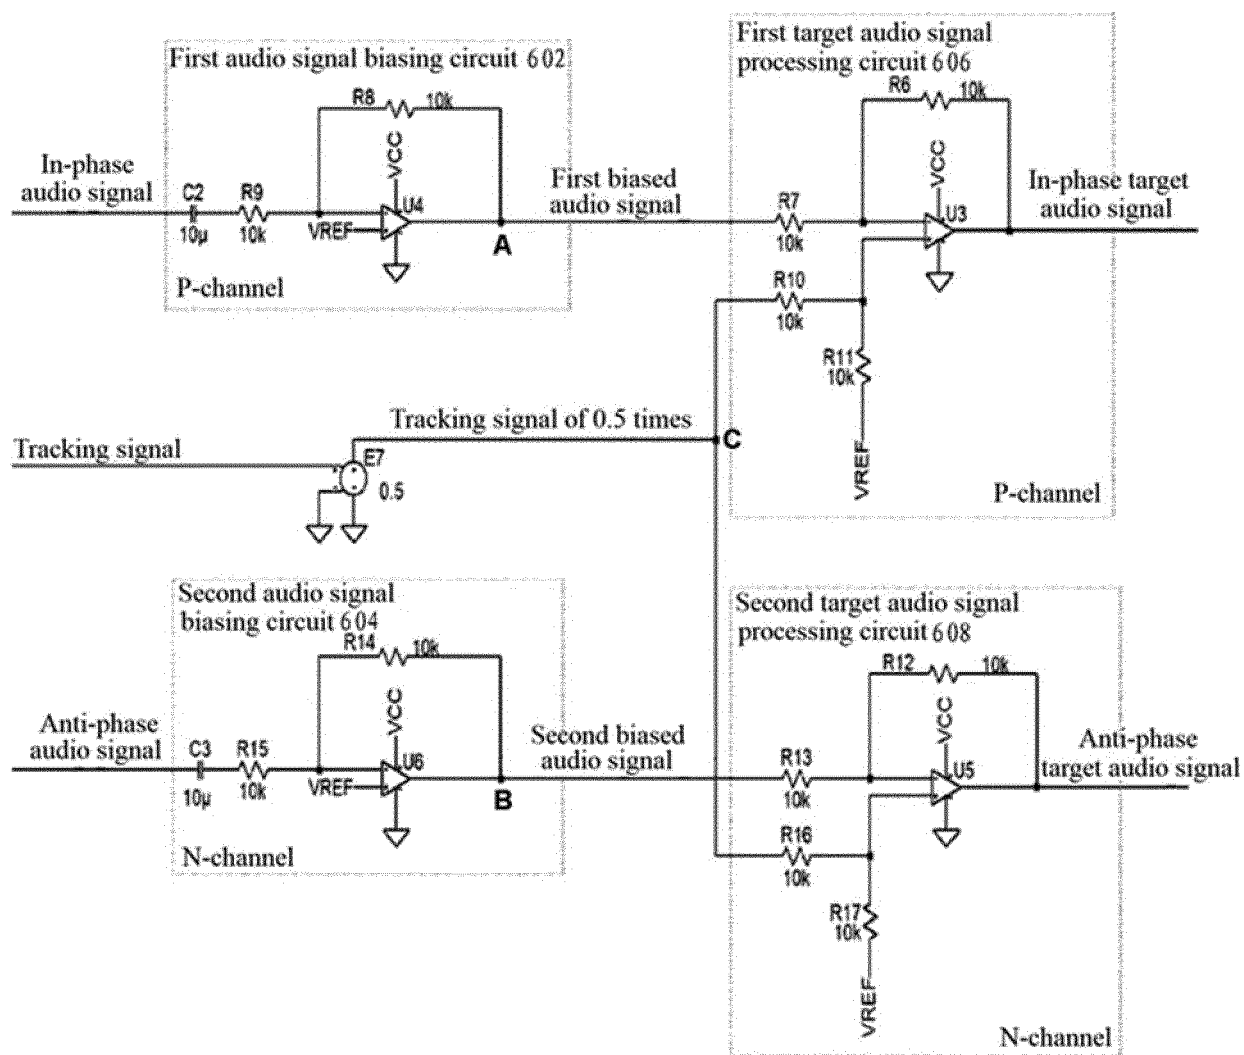 First audio signal biasing circuit 602
R8
10k
VCC
In-phase
audio signal
C2
R9
10μ
10k
U4
VREF
A
P-channel
First biased
audio signal
First target audio signal
processing circuit 606
R6
10k
VCC
R7
10k
U3
In-phase target
audio signal
R10
10k
R11
10k
VREF
P-channel
Tracking signal
Tracking signal of 0.5 times
C
E7
0.5
Second audio signal
biasing circuit 604
R14
10k
VCC
Anti-phase
audio signal
C3
R15
10μ
10k
U6
VREF
B
N-channel
Second biased
audio signal
Second target audio signal
processing circuit 608
R12
10k
VCC
R13
10k
U5
Anti-phase
target audio signal
R16
10k
R17
10k
VREF
N-channel